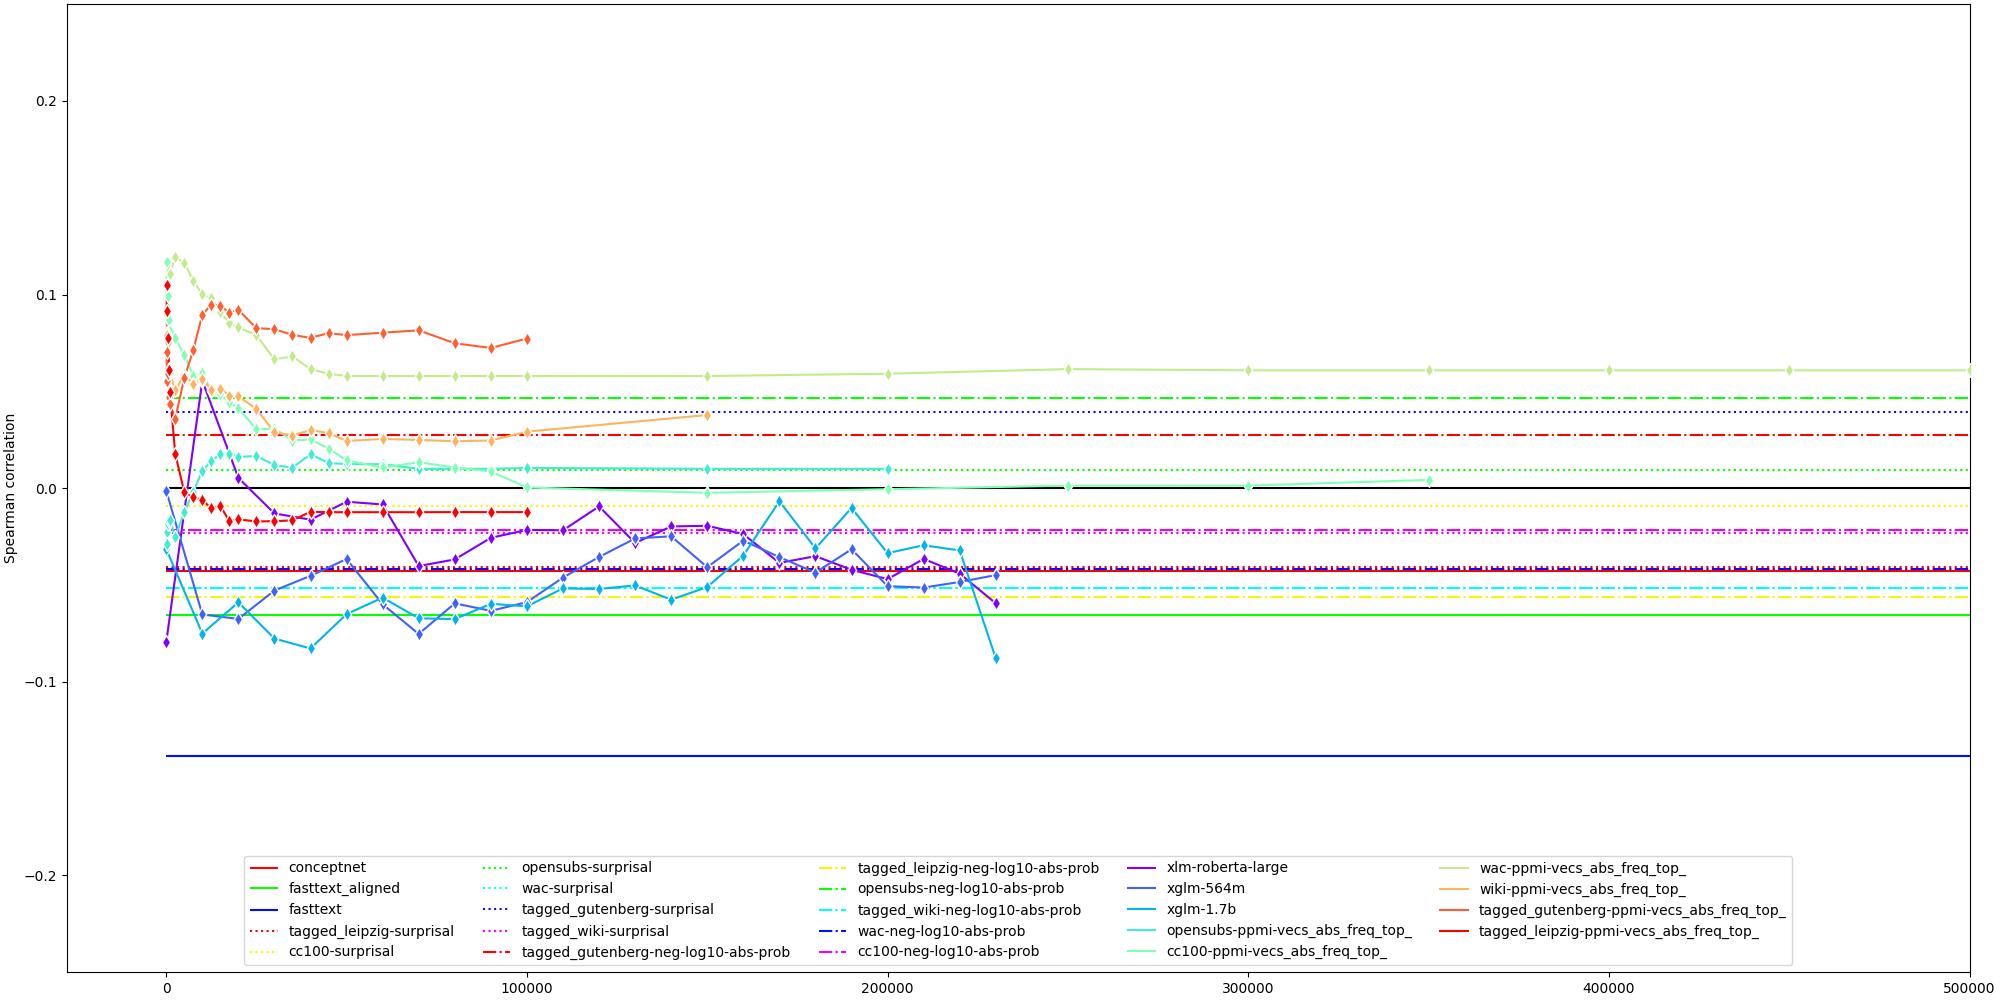 0.2
0.1
0.0
−0.1
−0.2
Spearman correlation
0
100000
200000
300000
400000
500000
conceptnet
fasttext_aligned
fasttext
tagged_leipzig-surprisal
cc100-surprisal
opensubs-surprisal
wac-surprisal
tagged_gutenberg-surprisal
tagged_wiki-surprisal
tagged_gutenberg-neg-log10-abs-prob
tagged_leipzig-neg-log10-abs-prob
opensubs-neg-log10-abs-prob
tagged_wiki-neg-log10-abs-prob
wac-neg-log10-abs-prob
cc100-neg-log10-abs-prob
xlm-roberta-large
xglm-564m
xglm-1.7b
opensubs-ppmi-vecs_abs_freq_top_
cc100-ppmi-vecs_abs_freq_top_
wac-ppmi-vecs_abs_freq_top_
wiki-ppmi-vecs_abs_freq_top_
tagged_gutenberg-ppmi-vecs_abs_freq_top_
tagged_leipzig-ppmi-vecs_abs_freq_top_